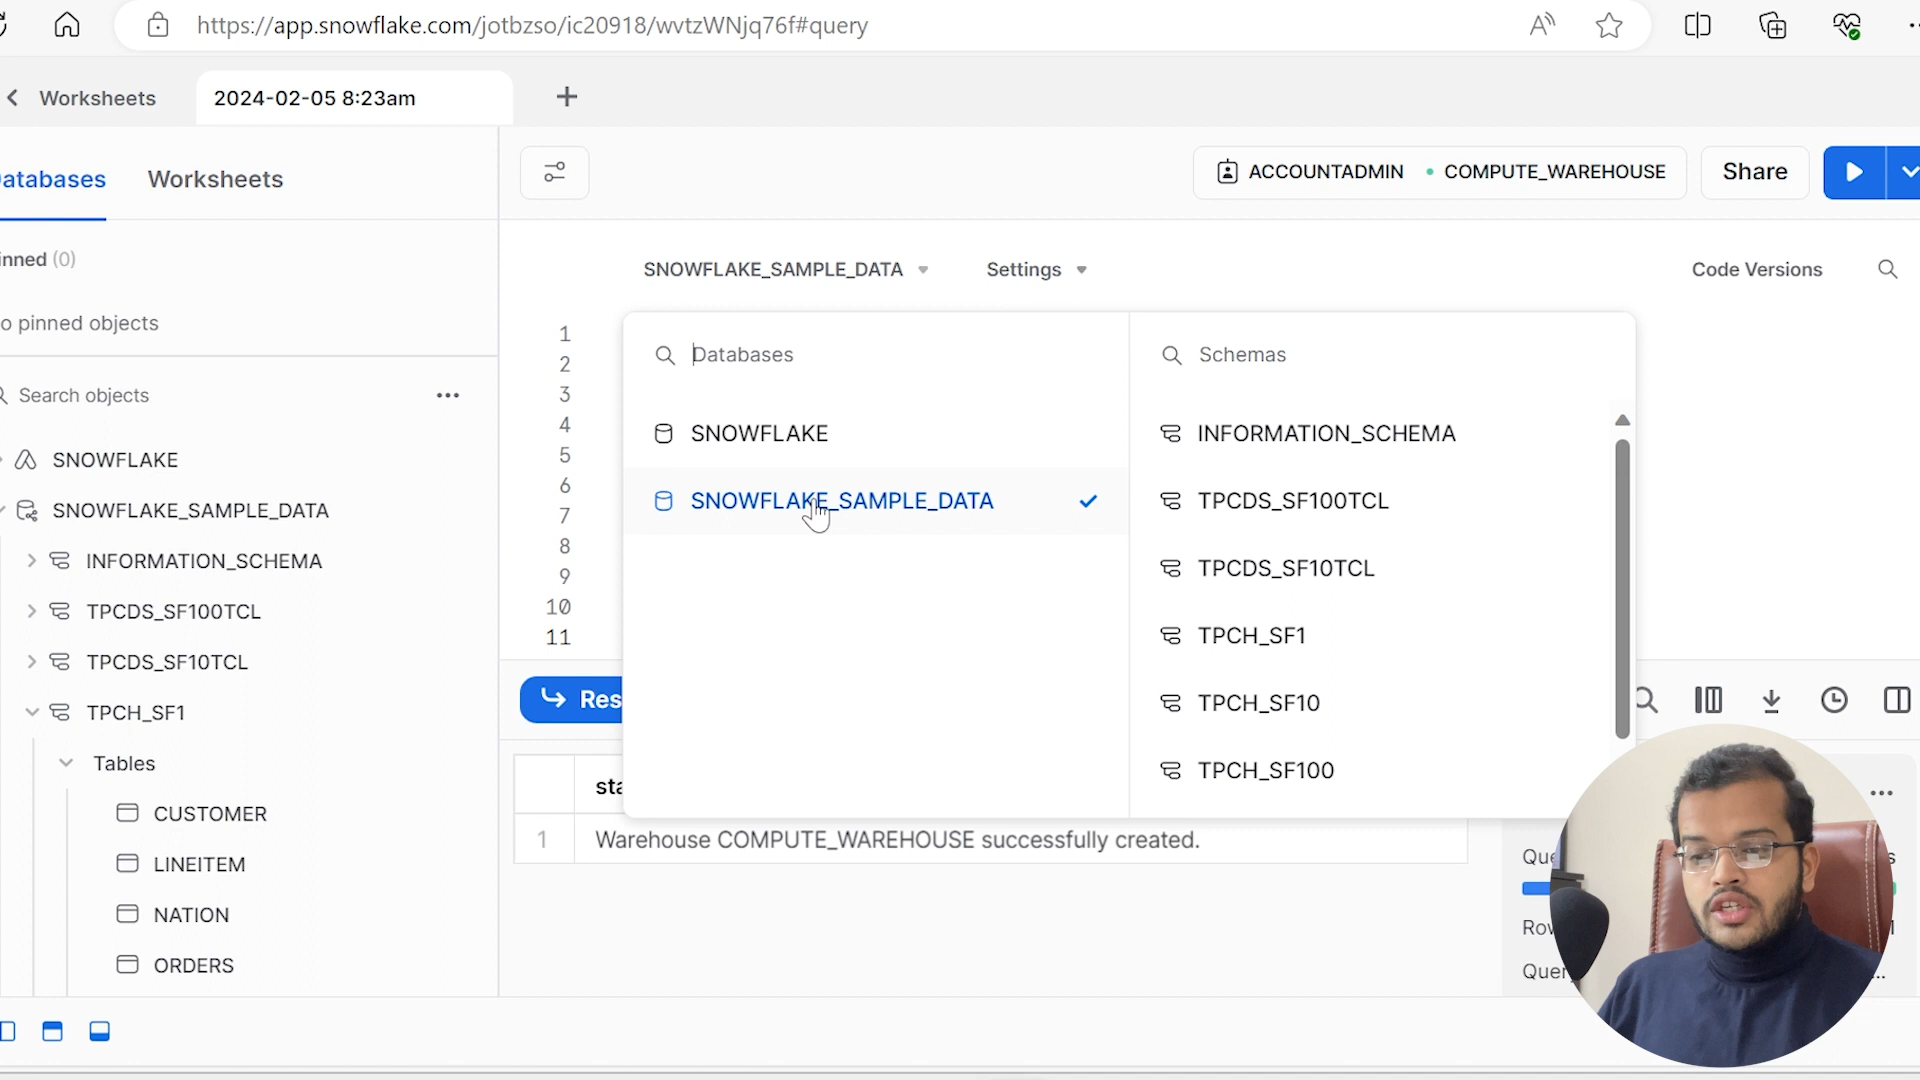 https://app.snowflake.com/jotbzso/ic20918/wvtzWNjq76f#query
Worksheets
2024-02-05 8:23am
atabases
Worksheets
ACCOUNTADMIN
COMPUTE_WAREHOUSE
Share
inned (0)
SNOWFLAKE_SAMPLE_DATA
Settings
Code Versions
o pinned objects
Search objects
SNOWFLAKE
SNOWFLAKE_SAMPLE_DATA
INFORMATION_SCHEMA
TPCDS_SF100TCL
TPCDS_SF10TCL
TPCH_SF1
Tables
CUSTOMER
LINEITEM
NATION
ORDERS
1
2
3
4
5
6
7
8
9
10
11
Databases
SNOWFLAKE
SNOWFLAKE_SAMPLE_DATA
Schemas
INFORMATION_SCHEMA
TPCDS_SF100TCL
TPCDS_SF10TCL
TPCH_SF1
TPCH_SF10
TPCH_SF100
Res
sta
1 Warehouse COMPUTE_WAREHOUSE successfully created.
Que
Rov
Quer